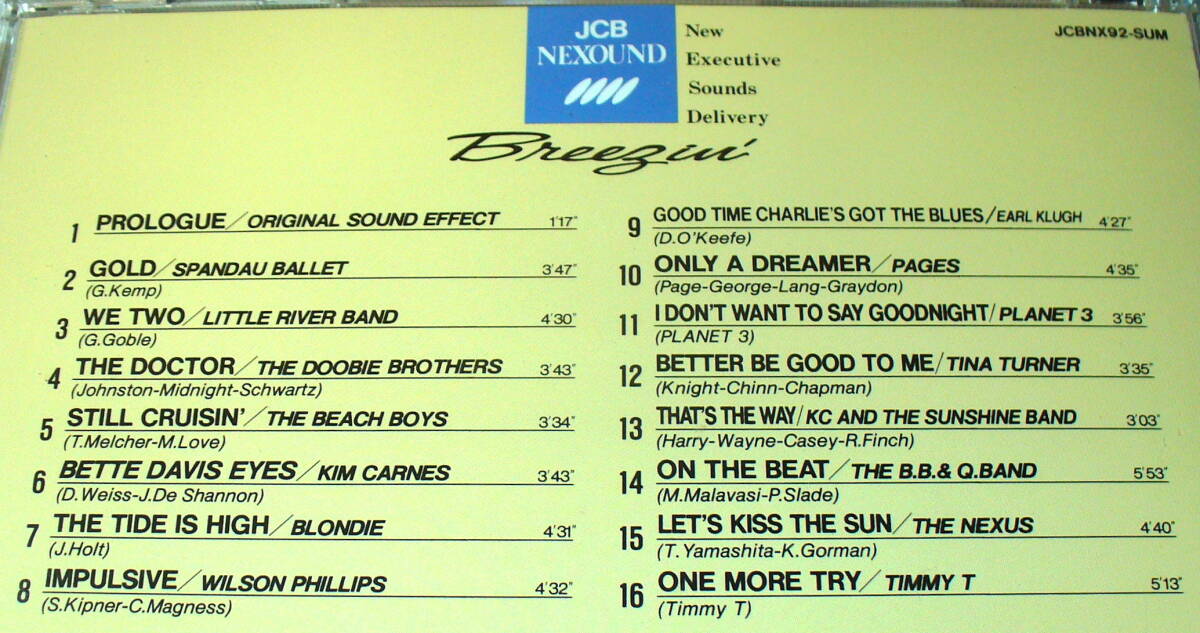 JCB
NEXOUND
New
Executive
Sounds
Delivery
JCBNX92-SUM
Breezin'
1 PROLOGUE/ORIGINAL SOUND EFFECT 1'17"
2 GOLD/SPANDAU BALLET 3'47"
(G.Kemp)
3 WE TWO/LITTLE RIVER BAND 4'30"
(G.Goble)
4 THE DOCTOR/THE DOOBIE BROTHERS 3'43"
(Johnston-Midnight-Schwartz)
5 STILL CRUISIN'/THE BEACH BOYS 3'34"
(T.Melcher-M.Love)
6 BETTE DAVIS EYES/KIM CARNES 3'43"
(D.Weiss-J.De Shannon)
7 THE TIDE IS HIGH/BLONDIE 4'31"
(J.Holt)
8 IMPULSIVE/WILSON PHILLIPS 4'32"
(S.Kipner-C.Magness)
9 GOOD TIME CHARLIE'S GOT THE BLUES/EARL KLUGH 4'27"
(D.O'Keefe)
10 ONLY A DREAMER/PAGES 4'35"
(Page-George-Lang-Graydon)
11 I DON'T WANT TO SAY GOODNIGHT/PLANET 3 3'56"
(PLANET 3)
12 BETTER BE GOOD TO ME/TINA TURNER 3'35"
(Knight-Chinn-Chapman)
13 THAT'S THE WAY/KC AND THE SUNSHINE BAND 3'03"
(Harry-Wayne-Casey-R.Finch)
14 ON THE BEAT/THE B.B.& Q.BAND 5'53"
(M.Malavasi-P.Slade)
15 LET'S KISS THE SUN/THE NEXUS 4'40"
(T.Yamashita-K.Gorman)
16 ONE MORE TRY/TIMMY T 5'13"
(Timmy T)